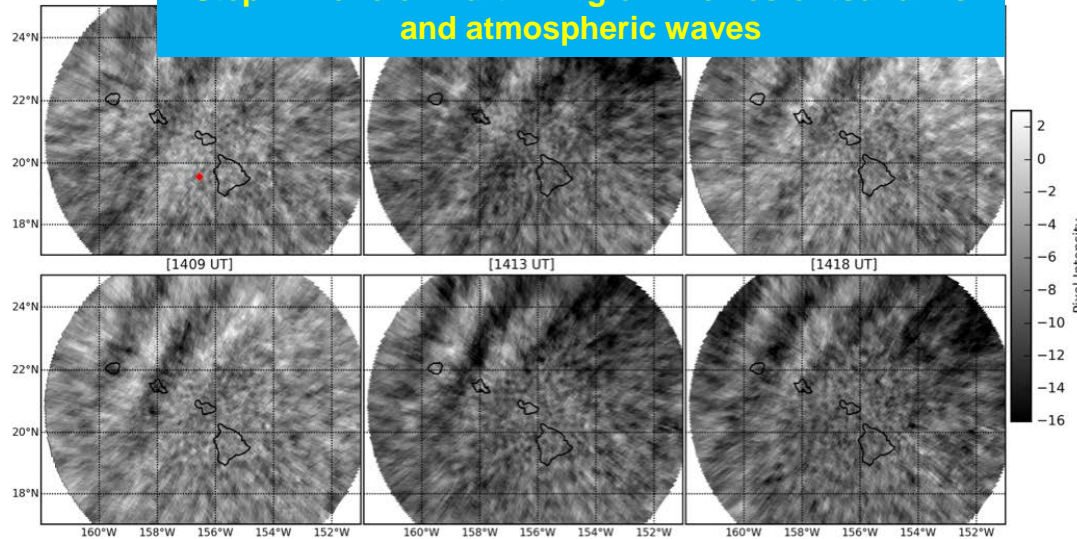 and atmospheric waves
24°N
22°N
20°N
18°N
[1409 UT] [1413 UT] [1418 UT]
24°N
22°N
20°N
18°N
160°W 158°W 156°W 154°W 152°W 160°W 158°W 156°W 154°W 152°W 160°W 158°W 156°W 154°W 152°W
2
0
−2
−4
−6
−8
−10
−12
−14
−16
Pixel Intensity